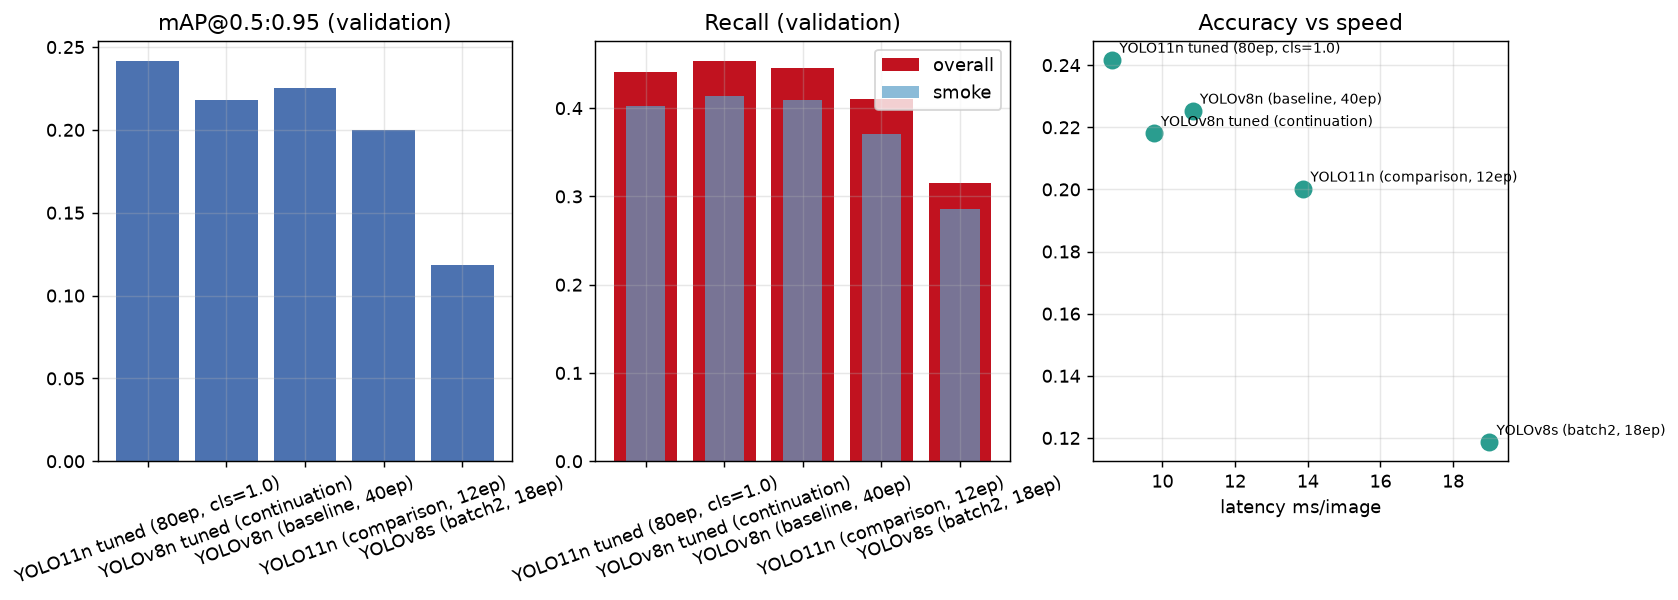 mAP@0.5:0.95 (validation)
0.25
0.20
0.15
0.10
0.05
0.00
YOLO11n tuned (80ep, cls=1.0)
YOLOv8n tuned (continuation)
YOLOv8n (baseline, 40ep)
YOLO11n (comparison, 12ep)
YOLOv8s (batch2, 18ep)
Recall (validation)
overall
smoke
0.4
0.3
0.2
0.1
0.0
YOLO11n tuned (80ep, cls=1.0)
YOLOv8n tuned (continuation)
YOLOv8n (baseline, 40ep)
YOLO11n (comparison, 12ep)
YOLOv8s (batch2, 18ep)
Accuracy vs speed
YOLO11n tuned (80ep, cls=1.0)
YOLOv8n (baseline, 40ep)
YOLOv8n tuned (continuation)
YOLO11n (comparison, 12ep)
YOLOv8s (batch2, 18ep)
0.24
0.22
0.20
0.18
0.16
0.14
0.12
10 12 14 16 18
latency ms/image